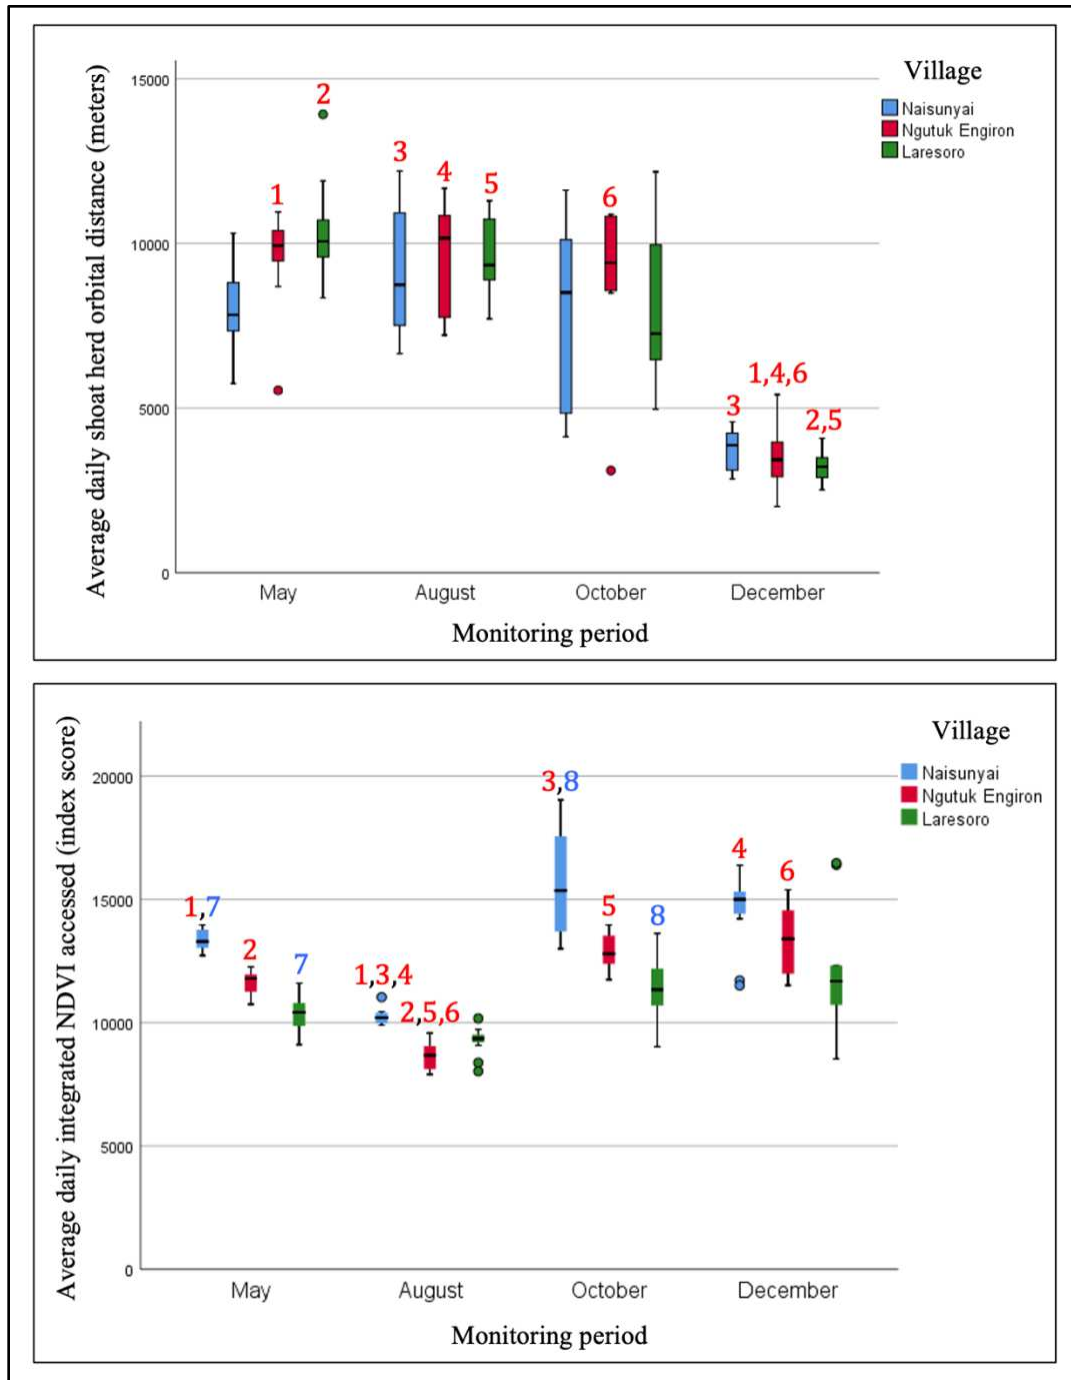 Average daily shoat herd orbital distance (meters)
Village
Naisunyai
Ngutuk Engiron
Laresoro
15000
10000
5000
0
2
1
3
4
5
6
3
1,4,6
2,5
May August October December
Monitoring period
Average daily integrated NDVI accessed (index score)
Village
Naisunyai
Ngutuk Engiron
Laresoro
20000
15000
10000
5000
0
1,7
2
7
1,3,4
2,5,6
3,8
5
8
4
6
May August October December
Monitoring period